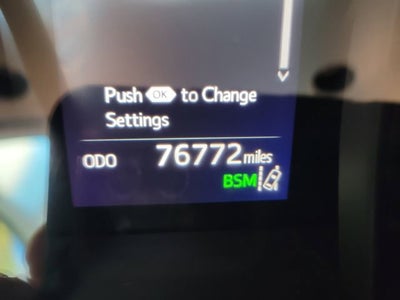 Push OK to Change
Settings
ODO 76772 miles
BSM